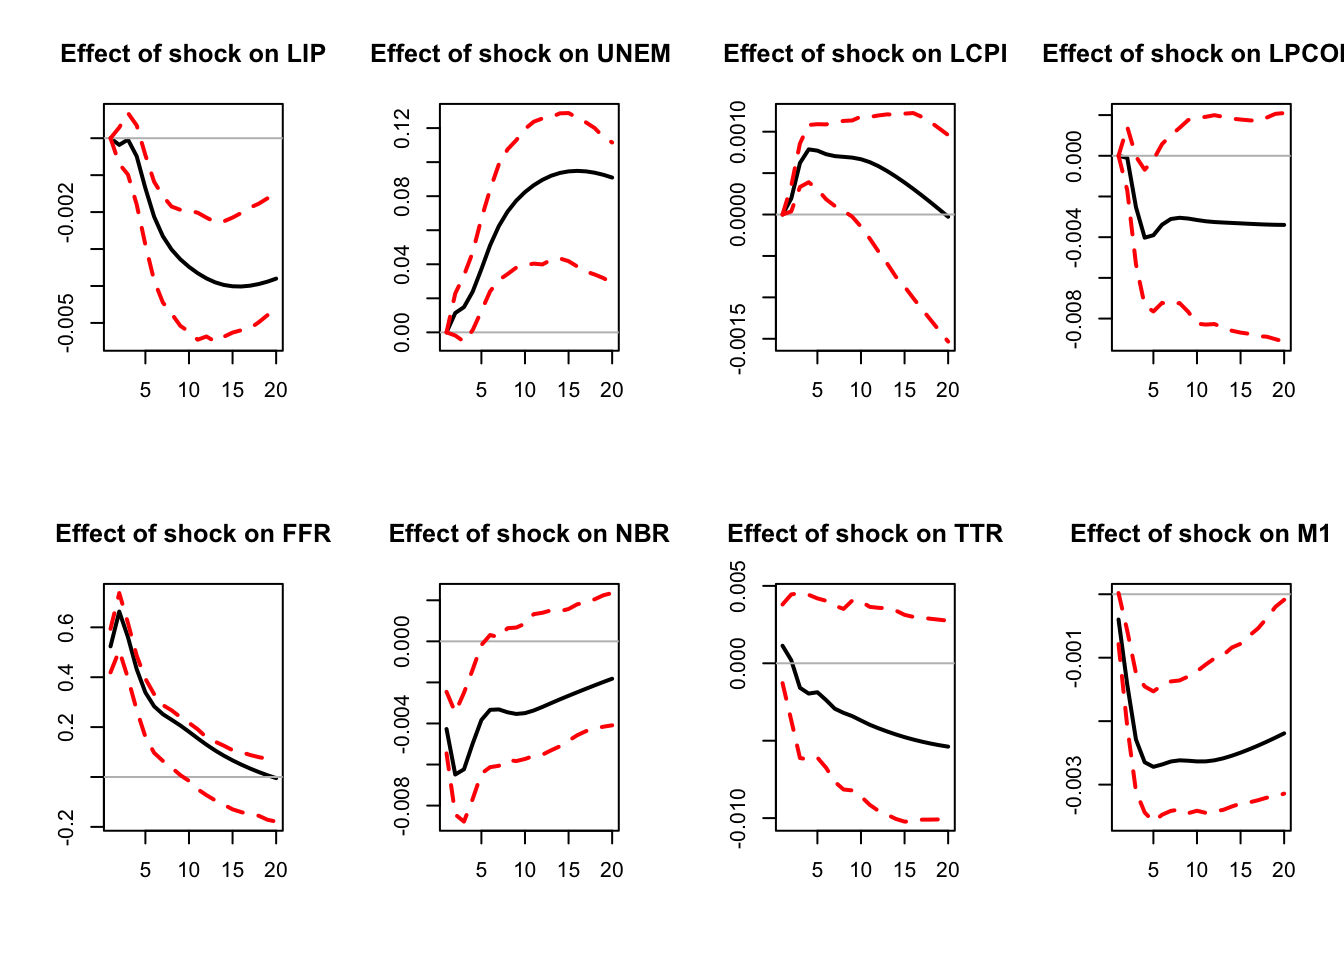 Effect of shock on LIP
Effect of shock on UNEM
Effect of shock on LCPI
Effect of shock on LPCO
-0.002
-0.005
5 10 15 20
0.12
0.08
0.04
0.00
5 10 15 20
0.0010
0.0000
-0.0015
5 10 15 20
0.000
-0.004
-0.008
5 10 15 20
Effect of shock on FFR
Effect of shock on NBR
Effect of shock on TTR
Effect of shock on M1
0.6
0.4
0.2
-0.2
5 10 15 20
0.000
-0.004
-0.008
5 10 15 20
0.005
0.000
-0.010
5 10 15 20
-0.001
-0.003
5 10 15 20